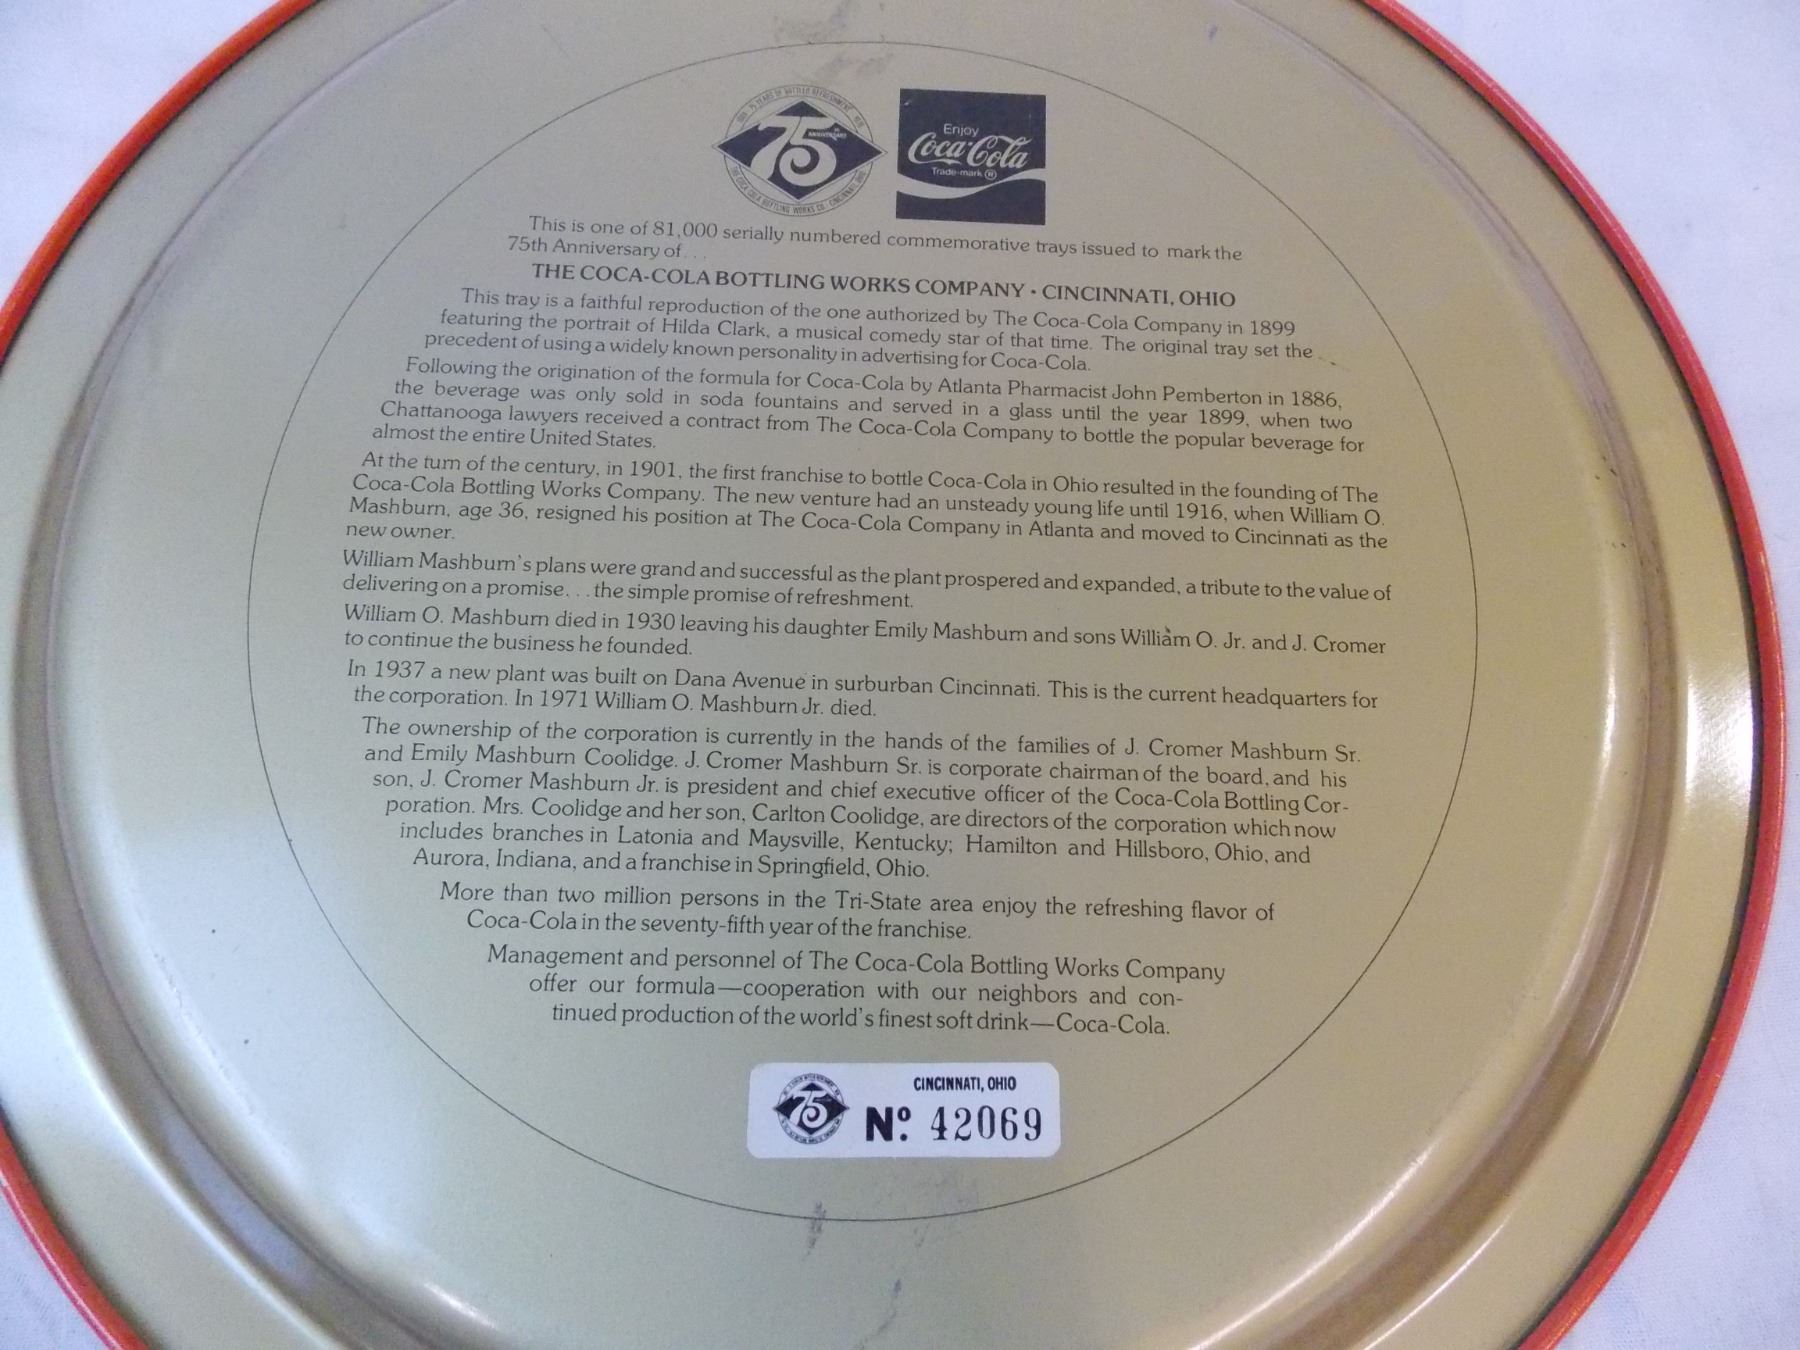 75 YEARS OF BOTTLED REFRESHMENT
75th
ANNIVERSARY
THE COCA COLA BOTTLING WORKS CO. CINCINNATI, OHIO
Enjoy
Coca-Cola
Trade-mark ®
This is one of 81,000 serially numbered commemorative trays issued to mark the
75th Anniversary of...
THE COCA-COLA BOTTLING WORKS COMPANY • CINCINNATI, OHIO
This tray is a faithful reproduction of the one authorized by The Coca-Cola Company in 1899
featuring the portrait of Hilda Clark, a musical comedy star of that time. The original tray set the
precedent of using a widely known personality in advertising for Coca-Cola.
Following the origination of the formula for Coca-Cola by Atlanta Pharmacist John Pemberton in 1886,
the beverage was only sold in soda fountains and served in a glass until the year 1899, when two
Chattanooga lawyers received a contract from The Coca-Cola Company to bottle the popular beverage for
almost the entire United States.
At the turn of the century, in 1901, the first franchise to bottle Coca-Cola in Ohio resulted in the founding of The
Coca-Cola Bottling Works Company. The new venture had an unsteady young life until 1916, when William O.
Mashburn, age 36, resigned his position at The Coca-Cola Company in Atlanta and moved to Cincinnati as the
new owner.
William Mashburn's plans were grand and successful as the plant prospered and expanded, a tribute to the value of
delivering on a promise...the simple promise of refreshment.
William O. Mashburn died in 1930 leaving his daughter Emily Mashburn and sons William O. Jr. and J. Cromer
to continue the business he founded.
In 1937 a new plant was built on Dana Avenue in surburban Cincinnati. This is the current headquarters for
the corporation. In 1971 William O. Mashburn Jr. died.
The ownership of the corporation is currently in the hands of the families of J. Cromer Mashburn Sr.
and Emily Mashburn Coolidge. J. Cromer Mashburn Sr. is corporate chairman of the board, and his
son, J. Cromer Mashburn Jr. is president and chief executive officer of the Coca-Cola Bottling Cor-
poration. Mrs. Coolidge and her son, Carlton Coolidge, are directors of the corporation which now
includes branches in Latonia and Maysville, Kentucky; Hamilton and Hillsboro, Ohio, and
Aurora, Indiana, and a franchise in Springfield, Ohio.
More than two million persons in the Tri-State area enjoy the refreshing flavor of
Coca-Cola in the seventy-fifth year of the franchise.
Management and personnel of The Coca-Cola Bottling Works Company
offer our formula—cooperation with our neighbors and con-
tinued production of the world's finest soft drink—Coca-Cola.
75
CINCINNATI, OHIO
Nº. 42069